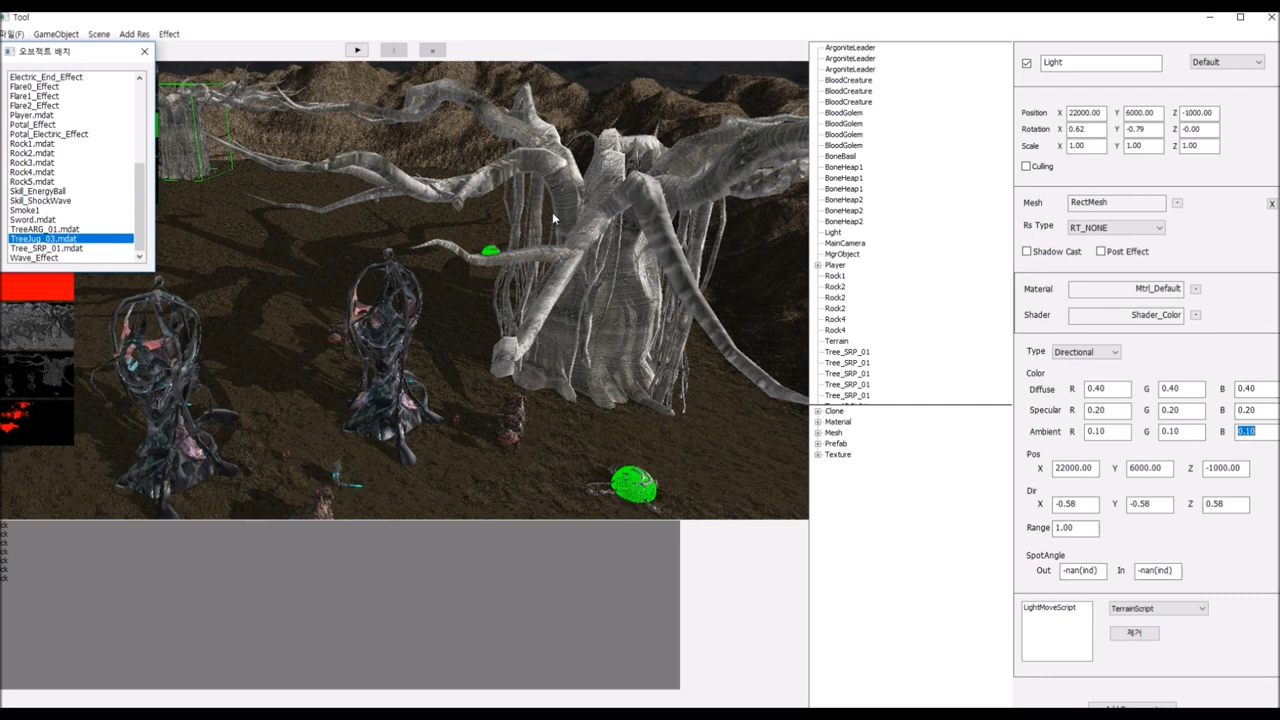 Tool
파일(F) GameObject Scene Add Res Effect
오브젝트 배치
Electric_End_Effect
Flare0_Effect
Flare1_Effect
Flare2_Effect
Player.mdat
Potal_Effect
Potal_Electric_Effect
Rock1.mdat
Rock2.mdat
Rock3.mdat
Rock4.mdat
Rock5.mdat
Skill_EnergyBall
Skill_ShockWave
Smoke1
Sword.mdat
TreeARG_01.mdat
TreeJug_03.mdat
Tree_SRP_01.mdat
Wave_Effect
ick
ick
ick
ick
ick
ick
ick
ArgoniteLeader
ArgoniteLeader
ArgoniteLeader
BloodCreature
BloodCreature
BloodCreature
BloodGolem
BloodGolem
BloodGolem
BloodGolem
BoneBasil
BoneHeap1
BoneHeap1
BoneHeap1
BoneHeap2
BoneHeap2
BoneHeap2
Light
MainCamera
MgrObject
Player
Rock1
Rock2
Rock2
Rock2
Rock4
Rock4
Terrain
Tree_SRP_01
Tree_SRP_01
Tree_SRP_01
Tree_SRP_01
Tree_SRP_01
Clone
Material
Mesh
Prefab
Texture
Light Default
Position X 22000.00 Y 6000.00 Z -1000.00
Rotation X 0.62 Y -0.79 Z -0.00
Scale X 1.00 Y 1.00 Z 1.00
Culling
Mesh RectMesh X
Rs Type RT_NONE
Shadow Cast Post Effect
Material Mtrl_Default
Shader Shader_Color
Type Directional
Color
Diffuse R 0.40 G 0.40 B 0.40
Specular R 0.20 G 0.20 B 0.20
Ambient R 0.10 G 0.10 B 0.10
Pos
X 22000.00 Y 6000.00 Z -1000.00
Dir
X -0.58 Y -0.58 Z 0.58
Range 1.00
SpotAngle
Out -nan(ind) In -nan(ind)
LightMoveScript TerrainScript
제거